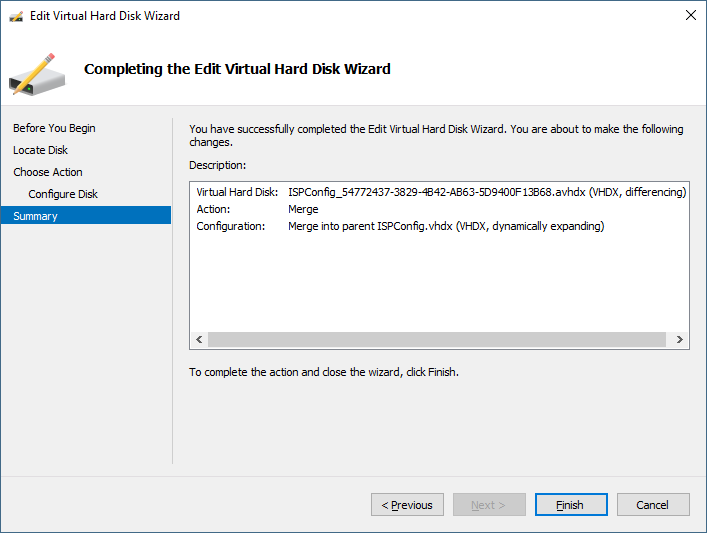 Edit Virtual Hard Disk Wizard
Completing the Edit Virtual Hard Disk Wizard
Before You Begin
Locate Disk
Choose Action
Configure Disk
Summary
You have successfully completed the Edit Virtual Hard Disk Wizard. You are about to make the following
changes.
Description:
Virtual Hard Disk: ISPConfig_54772437-3829-4B42-AB63-5D9400F13B68.avhdx (VHDX, differencing)
Action: Merge
Configuration: Merge into parent ISPConfig.vhdx (VHDX, dynamically expanding)
To complete the action and close the wizard, click Finish.
< Previous
Next >
Finish
Cancel